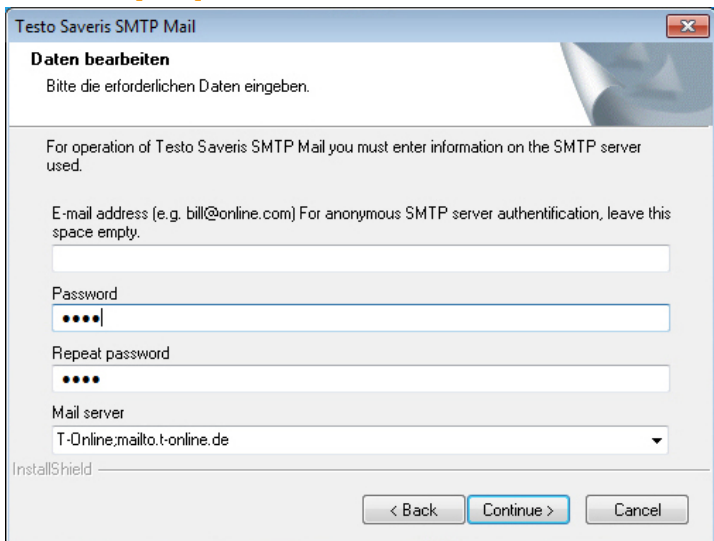 Testo Saveris SMTP Mail
Daten bearbeiten
Bitte die erforderlichen Daten eingeben.
For operation of Testo Saveris SMTP Mail you must enter information on the SMTP server
used.
E-mail address (e.g. bill@online.com) For anonymous SMTP server authentification, leave this
space empty.
Password
••••
Repeat password
••••
Mail server
T-Online;mailto.t-online.de
InstallShield
< Back Continue > Cancel